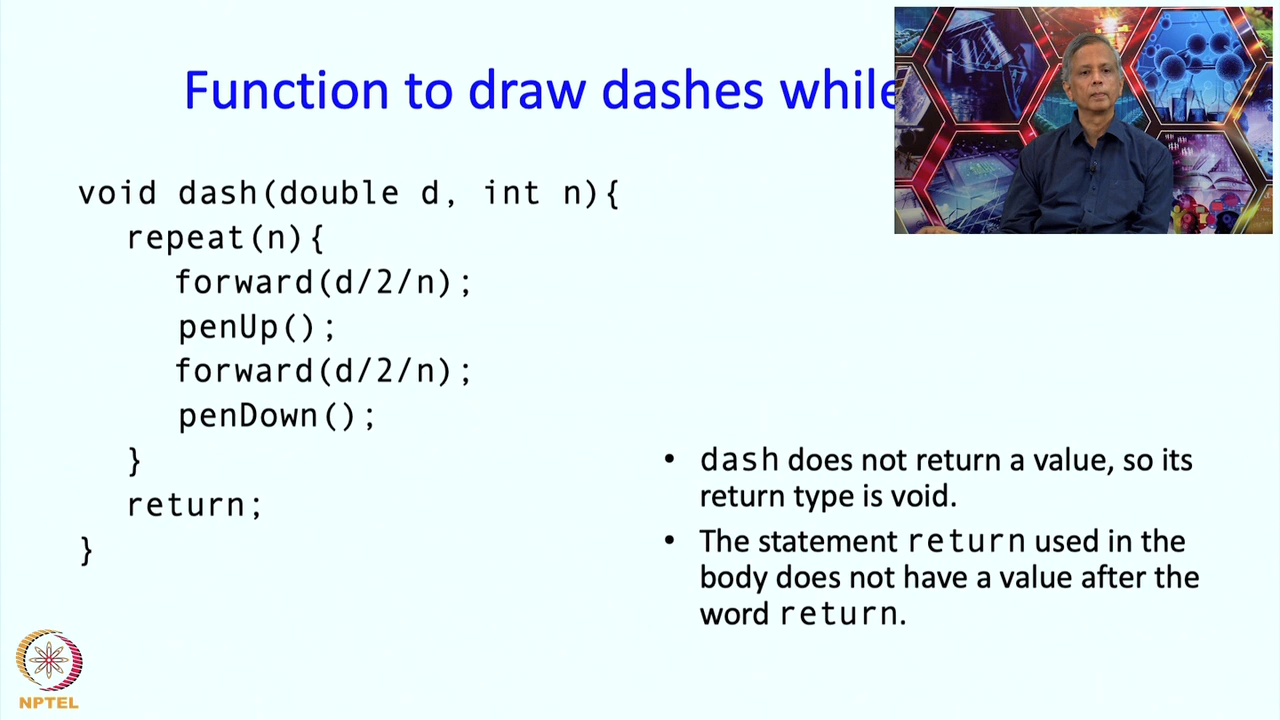 Function to draw dashes while
void dash(double d, int n){
repeat(n){
forward(d/2/n);
penUp();
forward(d/2/n);
penDown();
}
return;
}
• dash does not return a value, so its
return type is void.
• The statement return used in the
body does not have a value after the
word return.
NPTEL